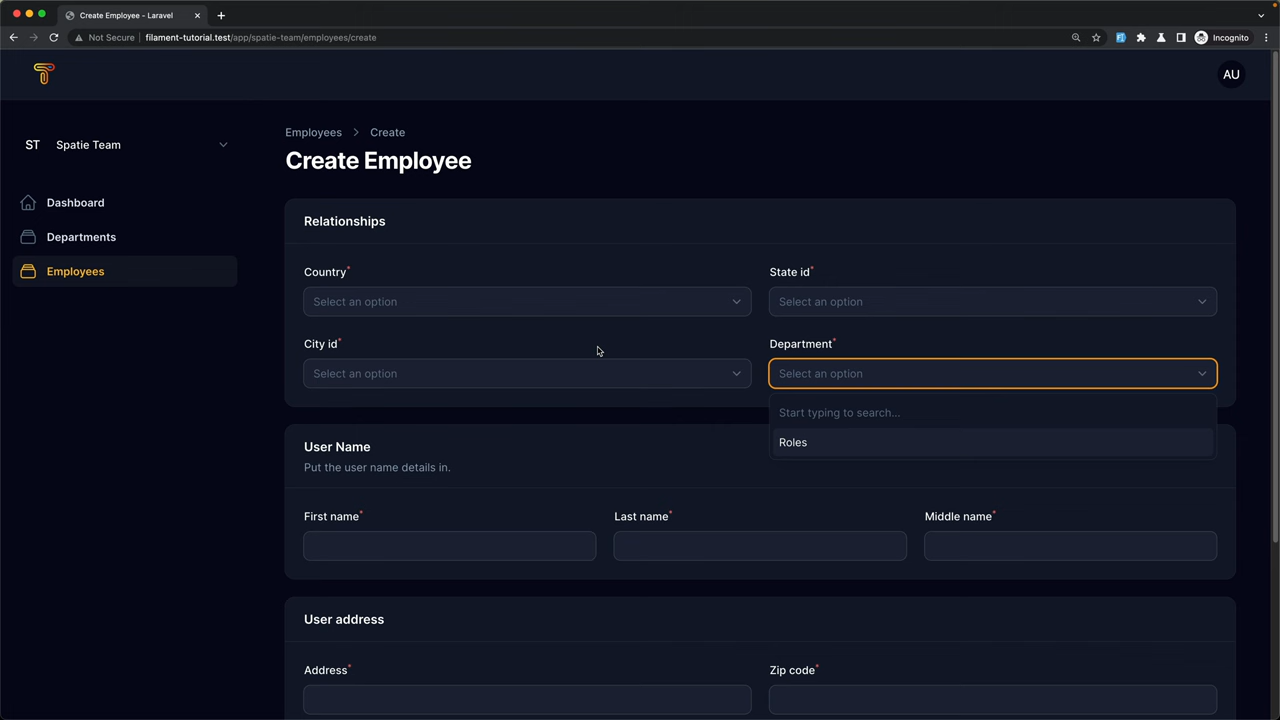 Create Employee - Laravel
Not Secure filament-tutorial.test/app/spatie-team/employees/create Incognito
AU
ST Spatie Team
Dashboard
Departments
Employees
Employees > Create
Create Employee
Relationships
Country* State id*
Select an option Select an option
City id* Department*
Select an option Select an option
Start typing to search...
Roles
User Name
Put the user name details in.
First name* Last name* Middle name*
User address
Address* Zip code*